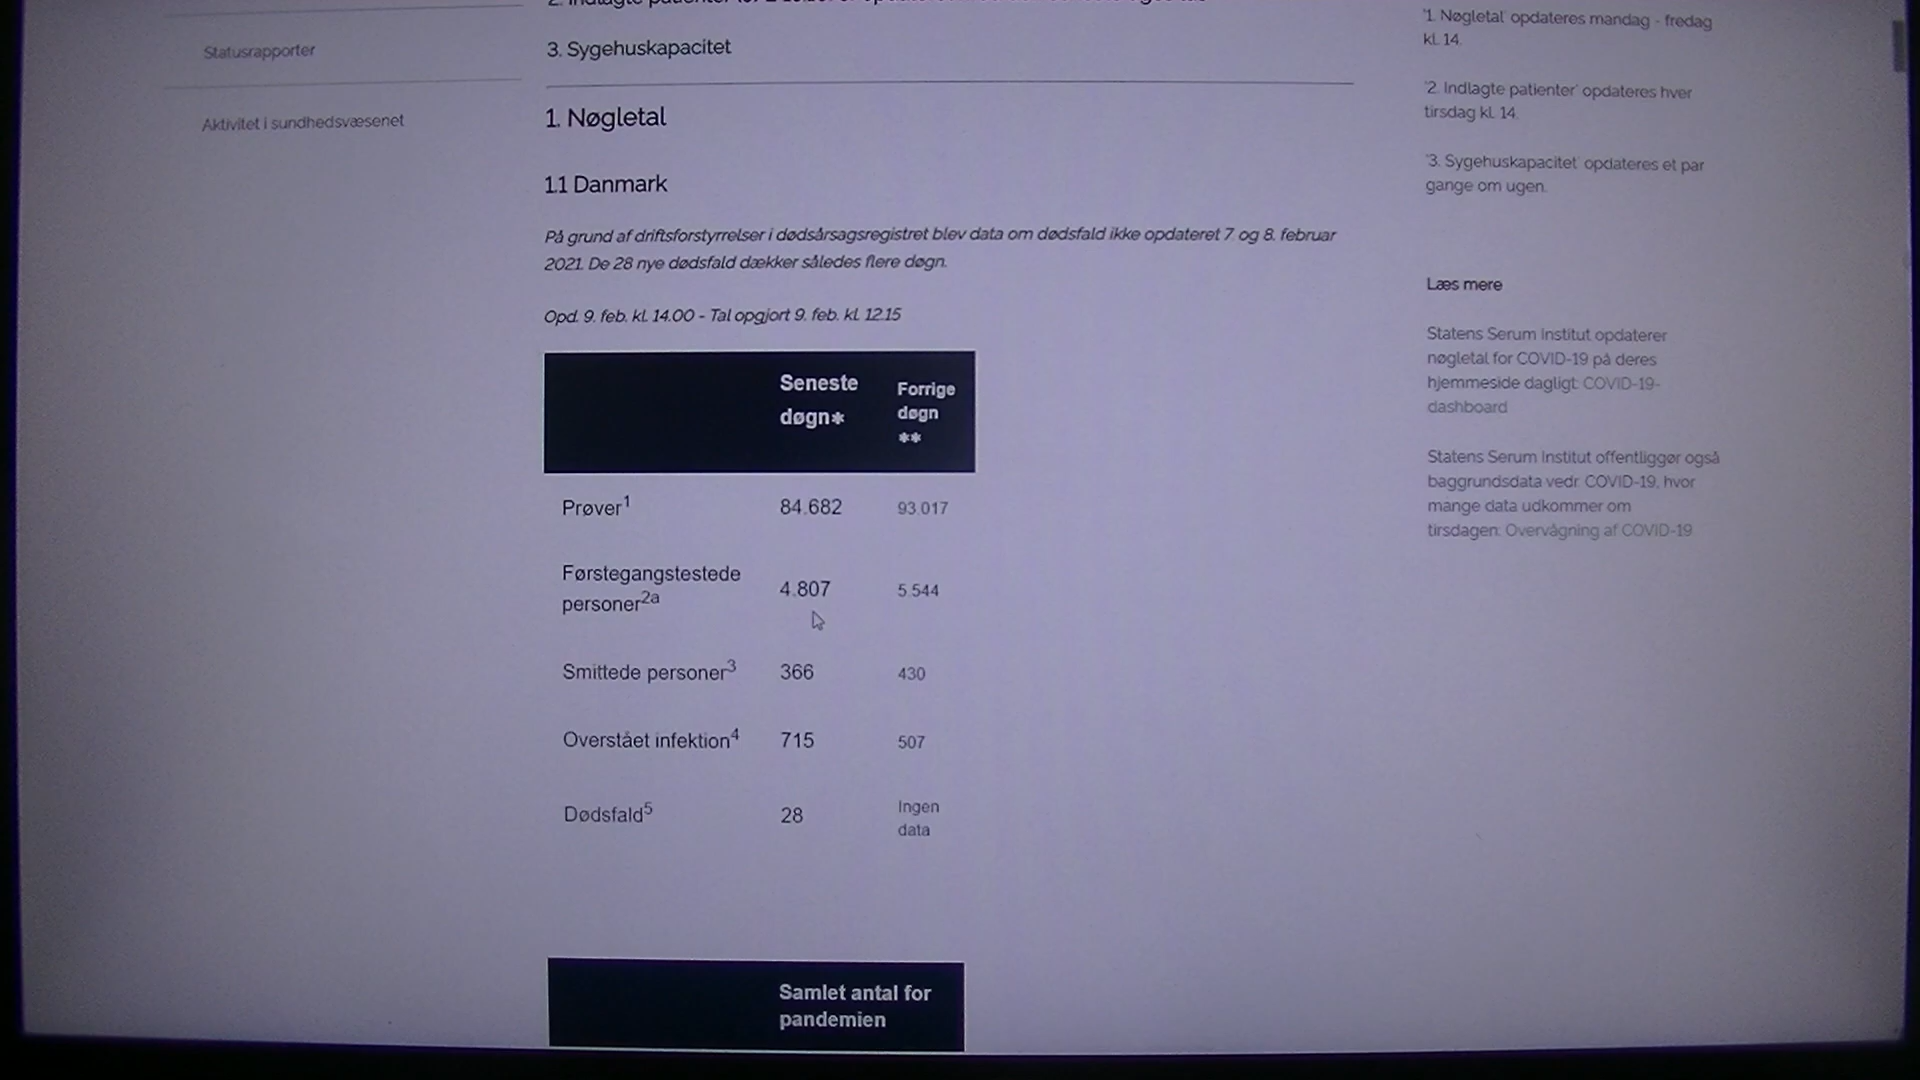 Statusrapporter
Aktivitet i sundhedsvæsenet
3. Sygehuskapacitet
1. Nøgletal
1.1 Danmark
På grund af driftsforstyrrelser i dødsårsagsregistret blev data om dødsfald ikke opdateret 7. og 8. februar
2021. De 28 nye dødsfald dækker således flere døgn.
Opd. 9. feb. kl. 14.00 - Tal opgjort 9. feb. kl. 12.15
Seneste
døgn*
Forrige
døgn
**
Prøver1 84.682 93.017
Førstegangstestede
personer2a 4.807 5.544
Smittede personer3 366 430
Overstået infektion4 715 507
Dødsfald5 28 Ingen
data
Samlet antal for
pandemien
'1. Nøgletal' opdateres mandag - fredag
kl. 14.
'2. Indlagte patienter' opdateres hver
tirsdag kl. 14.
'3. Sygehuskapacitet' opdateres et par
gange om ugen.
Læs mere
Statens Serum Institut opdaterer
nøgletal for COVID-19 på deres
hjemmeside dagligt: COVID-19-
dashboard
Statens Serum Institut offentliggør også
baggrundsdata vedr. COVID-19, hvor
mange data udkommer om
tirsdagen: Overvågning af COVID-19